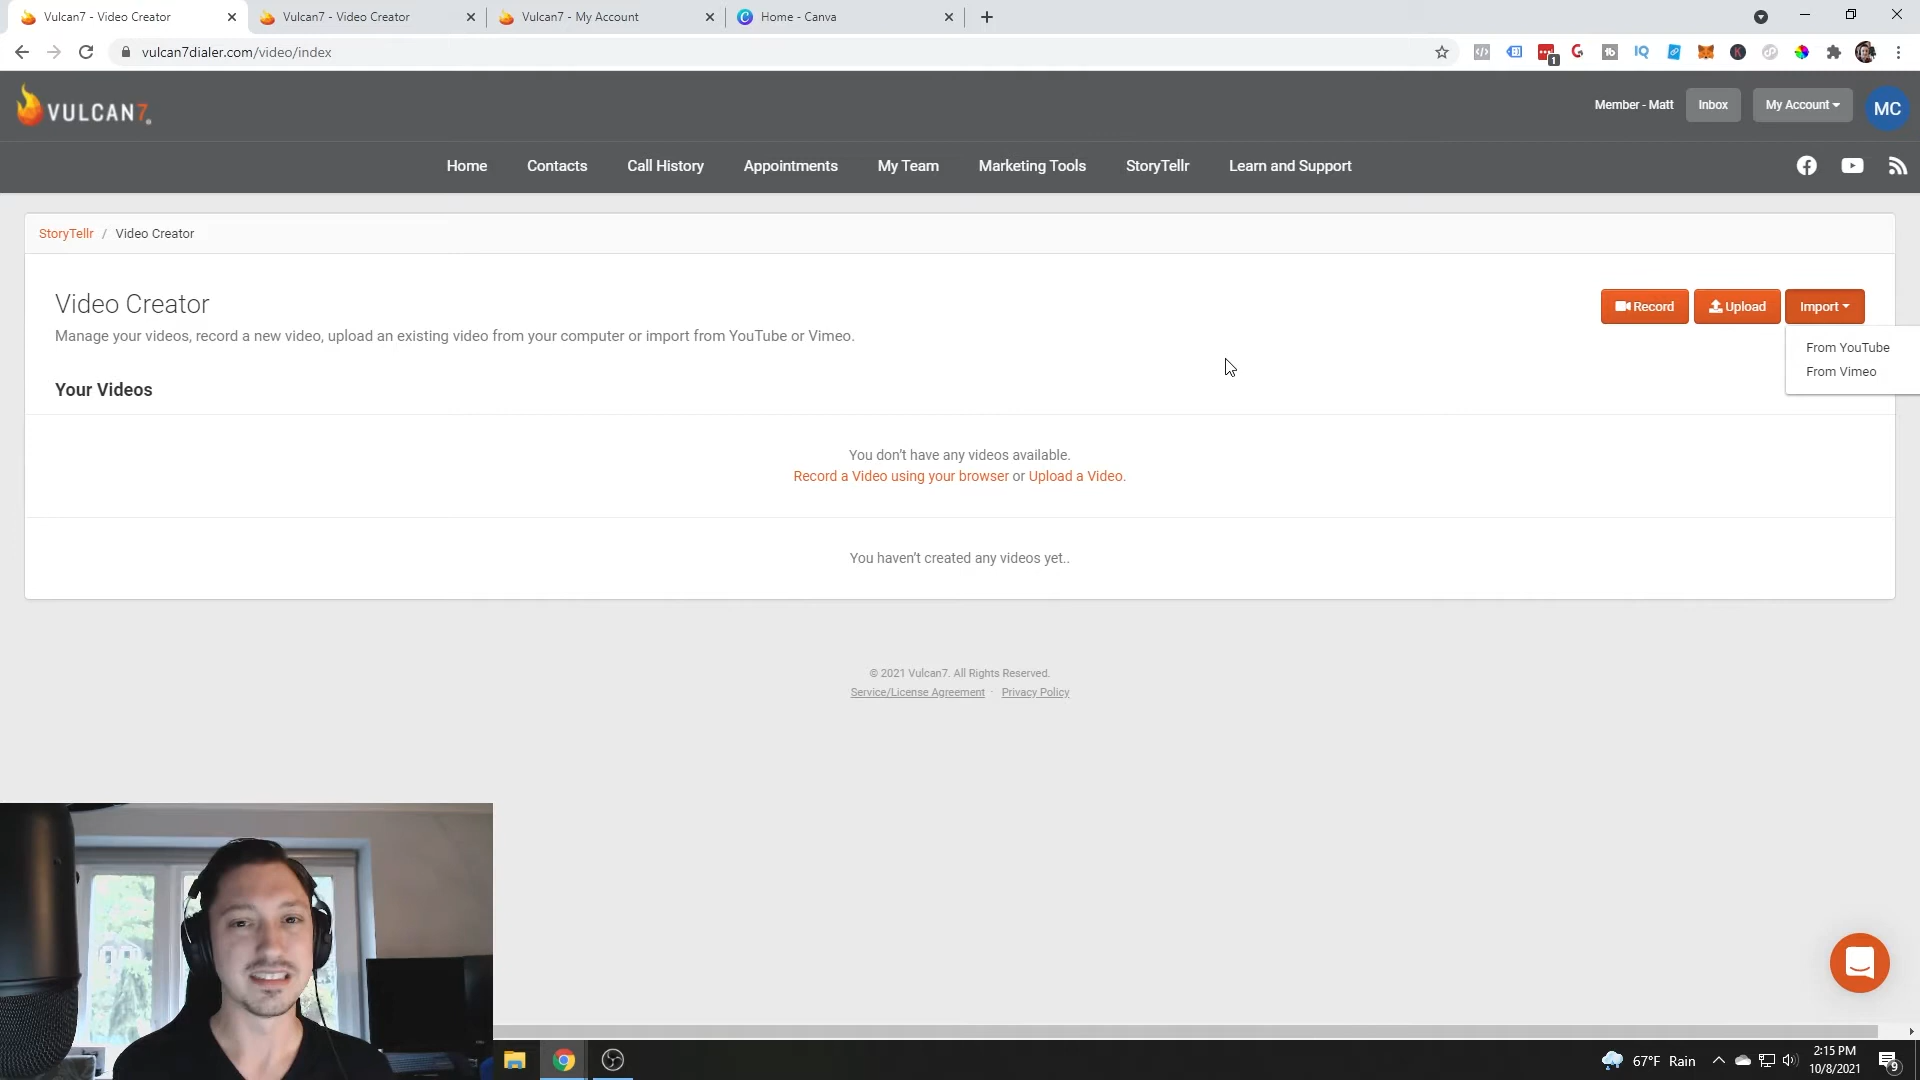 Vulcan7 - Video Creator
Vulcan7 - Video Creator
Vulcan7 - My Account
Home - Canva
vulcan7dialer.com/video/index
1
VULCAN7
Member - Matt
Inbox
My Account
MC
Home
Contacts
Call History
Appointments
My Team
Marketing Tools
StoryTellr
Learn and Support
StoryTellr / Video Creator
Video Creator
Record
Upload
Import
Manage your videos, record a new video, upload an existing video from your computer or import from YouTube or Vimeo.
From YouTube
From Vimeo
Your Videos
You don't have any videos available.
Record a Video using your browser or Upload a Video.
You haven't created any videos yet..
© 2021 Vulcan7. All Rights Reserved.
Service/License Agreement · Privacy Policy
67°F Rain
2:15 PM
10/8/2021
9